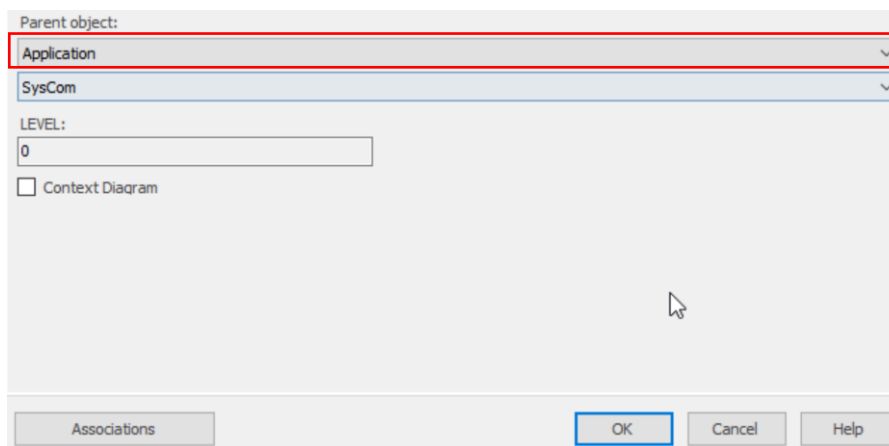 Parent object:
Application
SysCom
LEVEL:
0
Context Diagram
Associations OK Cancel Help